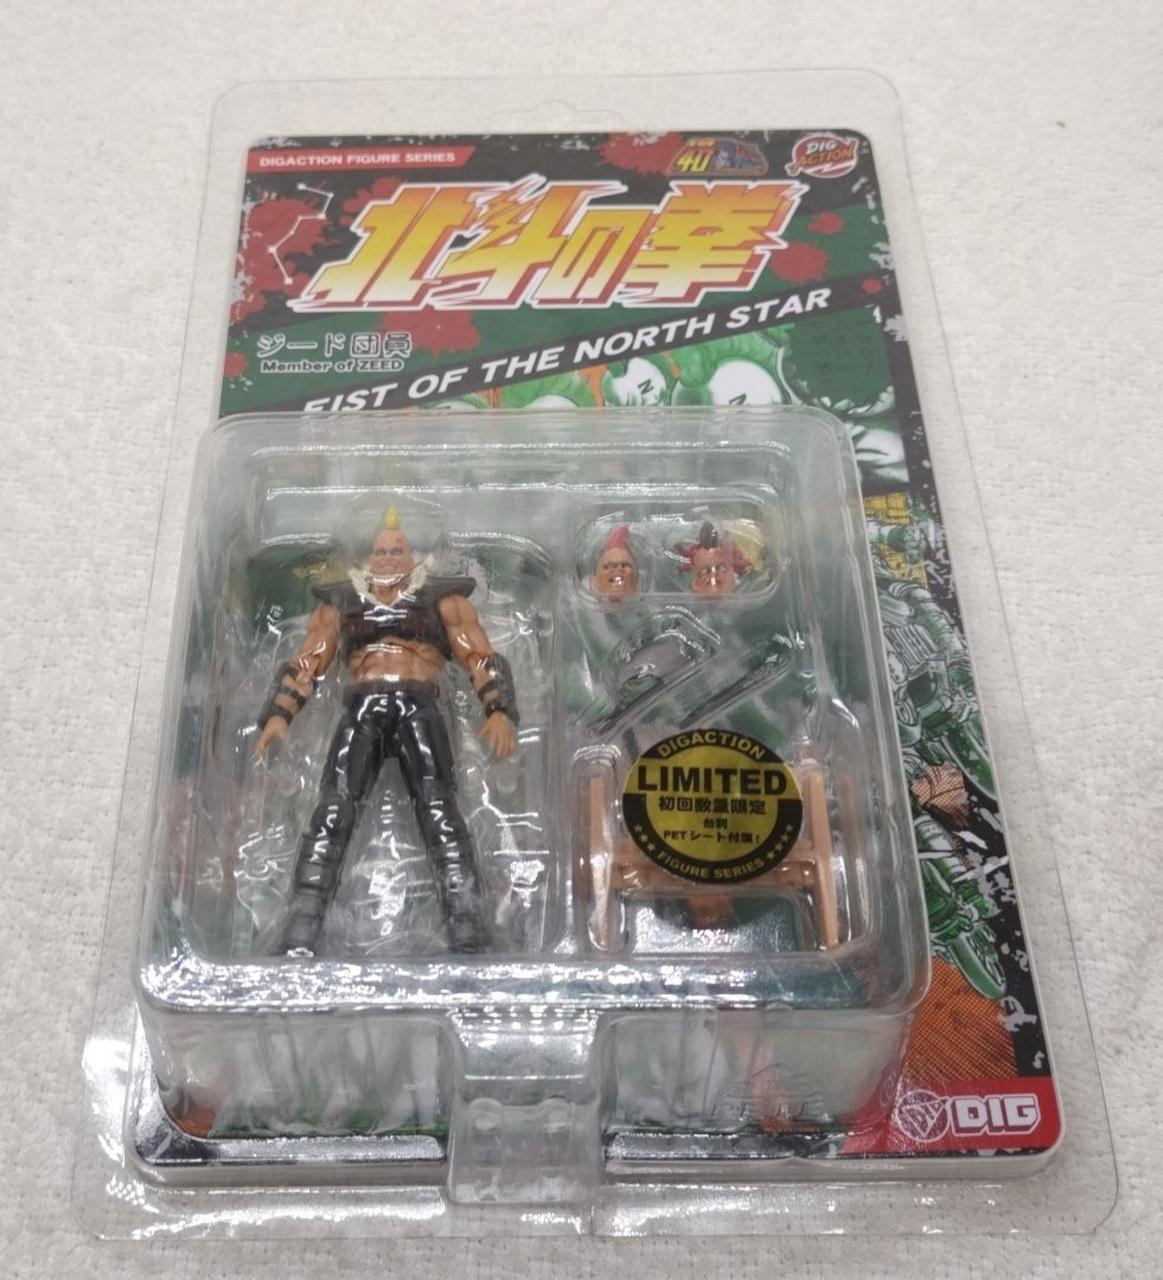 DIGACTION FIGURE SERIES
40
DIG
ACTION
北斗の拳
FIST OF THE NORTH STAR
ジード団員
Member of ZEED
Z
Z
DIGACTION
LIMITED
初回数量限定
台詞
PETシート付属!
FIGURE SERIES
DIG